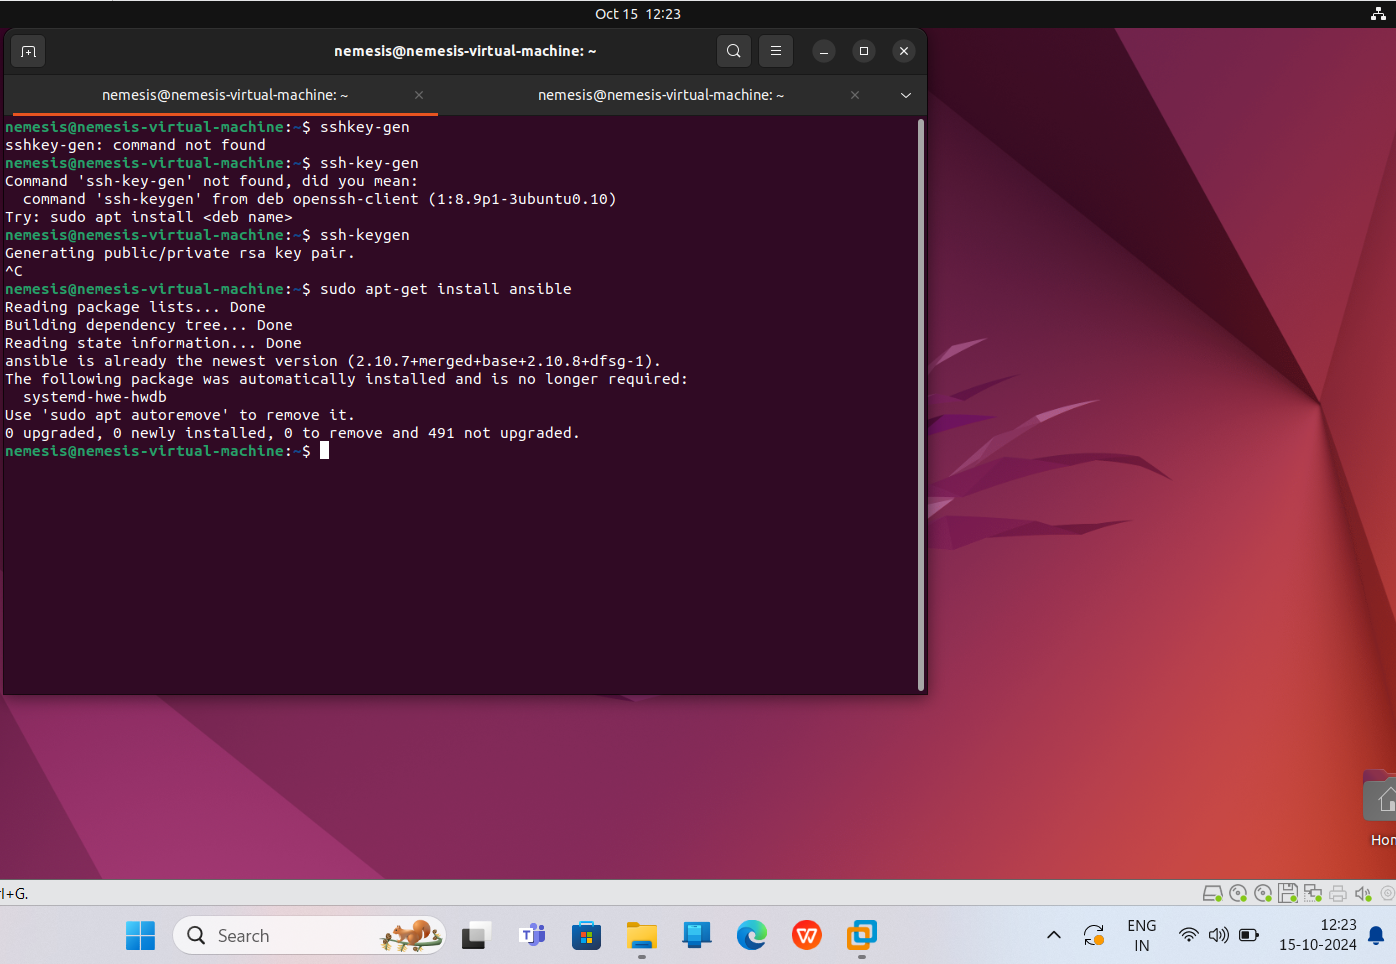 Oct 15 12:23
nemesis@nemesis-virtual-machine: ~
nemesis@nemesis-virtual-machine: ~
nemesis@nemesis-virtual-machine: ~
nemesis@nemesis-virtual-machine:~$ sshkey-gen
sshkey-gen: command not found
nemesis@nemesis-virtual-machine:~$ ssh-key-gen
Command 'ssh-key-gen' not found, did you mean:
  command 'ssh-keygen' from deb openssh-client (1:8.9p1-3ubuntu0.10)
Try: sudo apt install <deb name>
nemesis@nemesis-virtual-machine:~$ ssh-keygen
Generating public/private rsa key pair.
^C
nemesis@nemesis-virtual-machine:~$ sudo apt-get install ansible
Reading package lists... Done
Building dependency tree... Done
Reading state information... Done
ansible is already the newest version (2.10.7+merged+base+2.10.8+dfsg-1).
The following package was automatically installed and is no longer required:
  systemd-hwe-hwdb
Use 'sudo apt autoremove' to remove it.
0 upgraded, 0 newly installed, 0 to remove and 491 not upgraded.
nemesis@nemesis-virtual-machine:~$
Hom
l+G.
Search
ENG
IN
12:23
15-10-2024